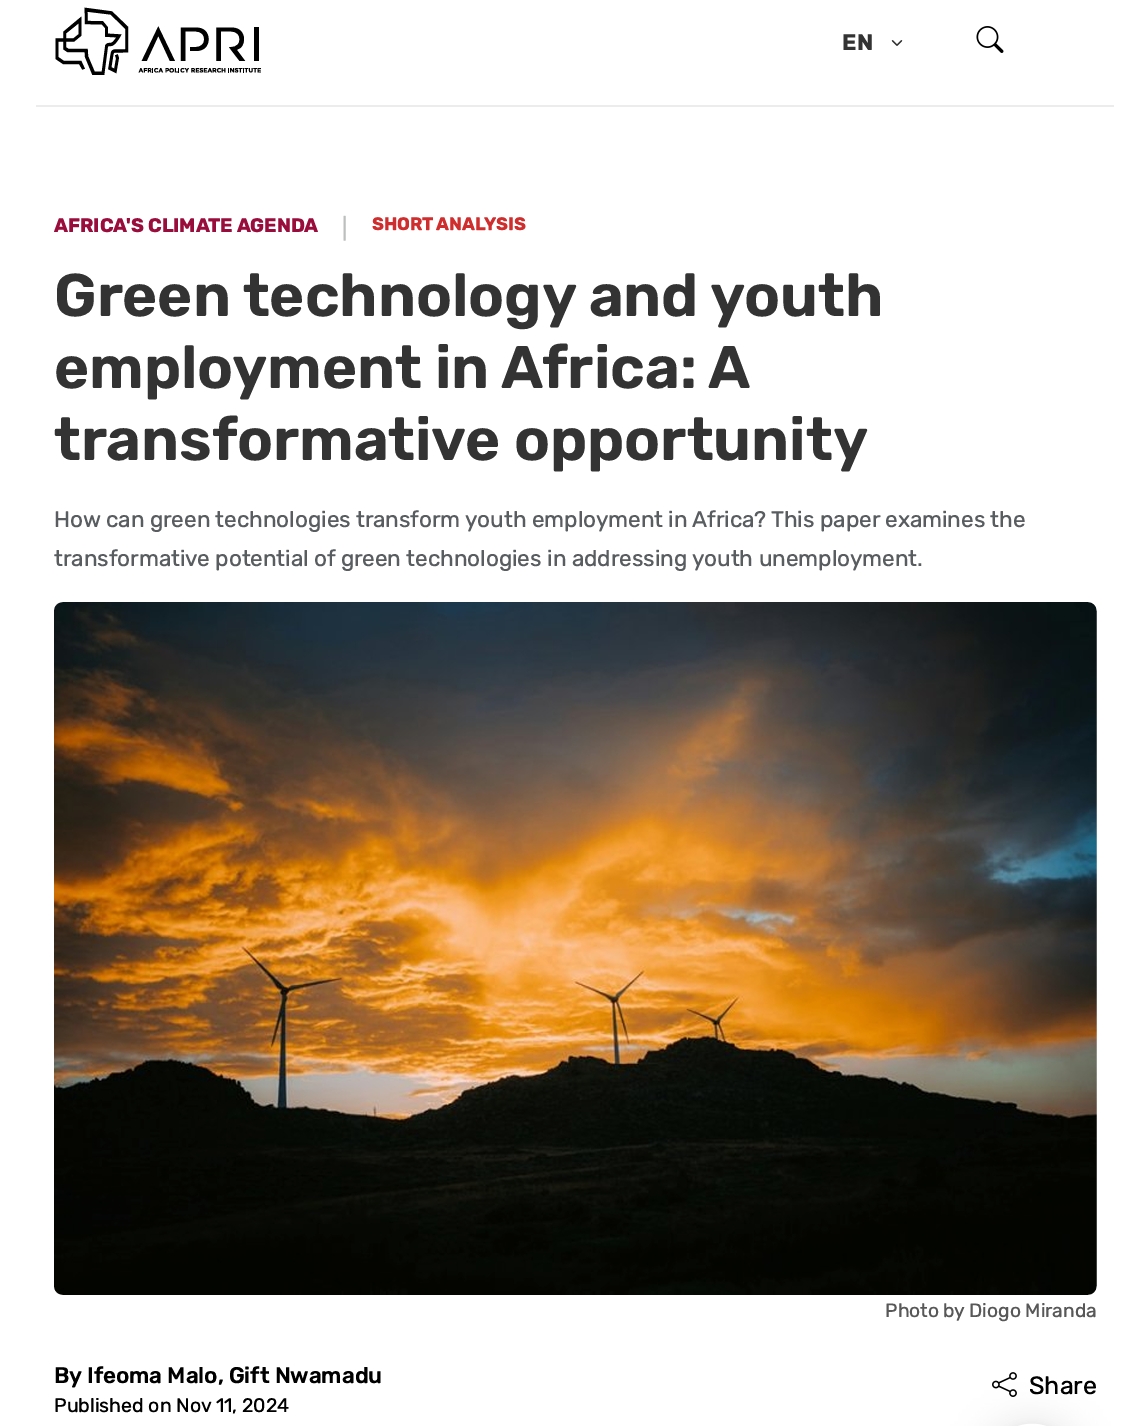 APRI
AFRICA POLICY RESEARCH INSTITUTE
EN
AFRICA'S CLIMATE AGENDA | SHORT ANALYSIS
Green technology and youth
employment in Africa: A
transformative opportunity
How can green technologies transform youth employment in Africa? This paper examines the
transformative potential of green technologies in addressing youth unemployment.
Photo by Diogo Miranda
By Ifeoma Malo, Gift Nwamadu
Published on Nov 11, 2024
Share